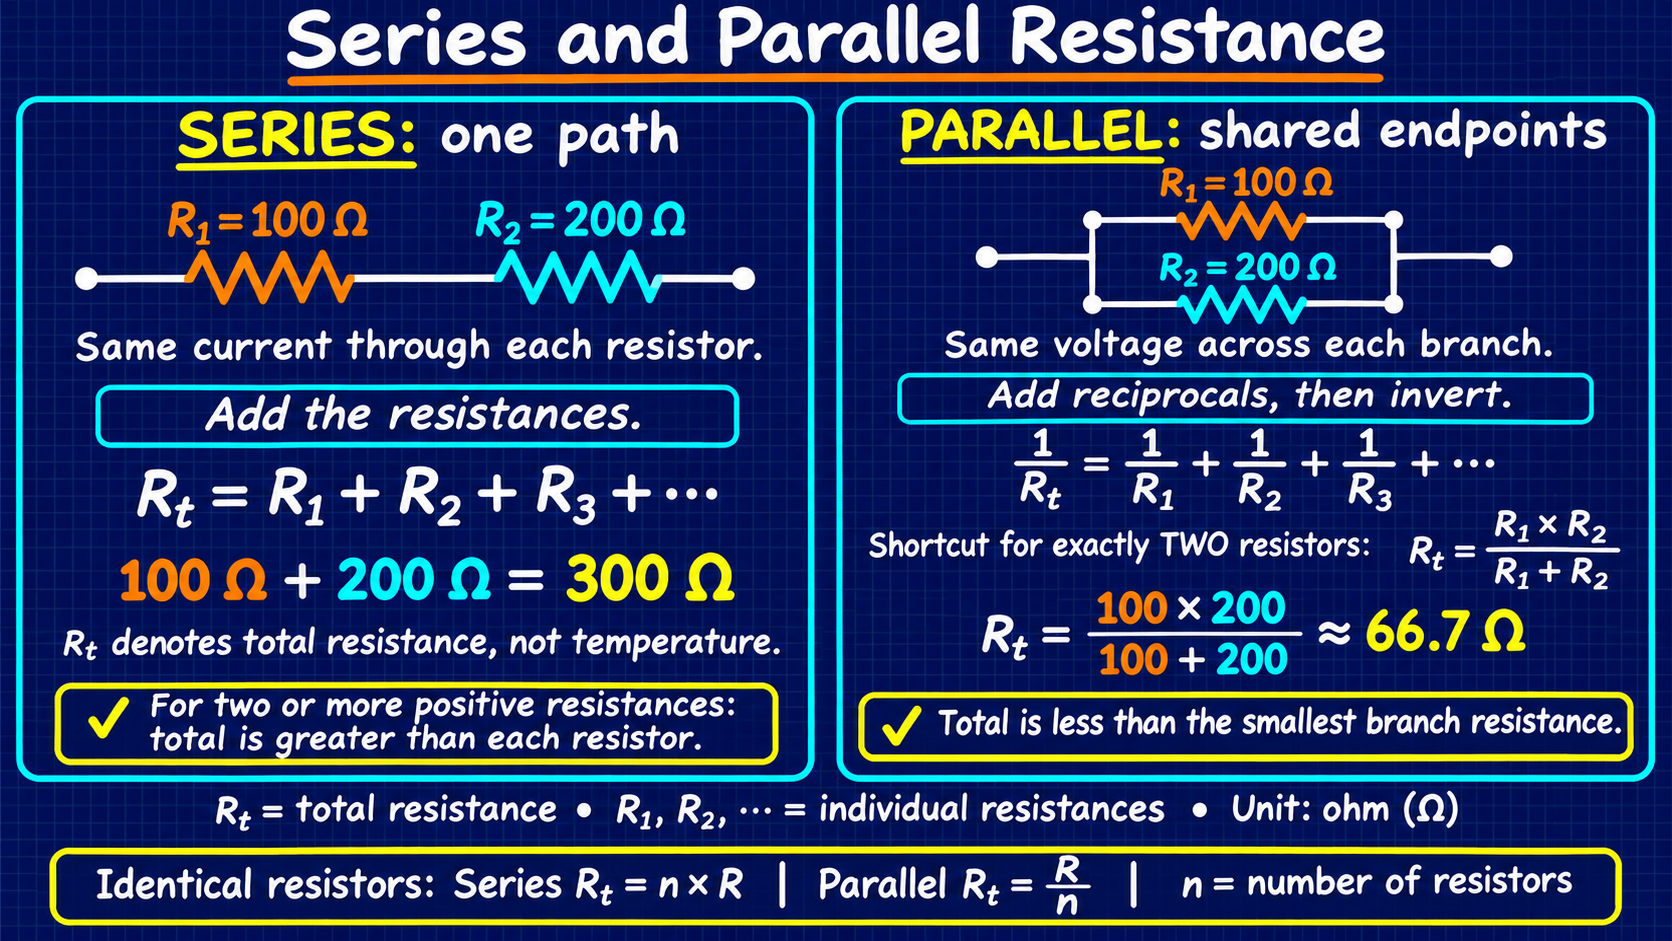 Series and Parallel Resistance
SERIES: one path
R₁ = 100 Ω
R₂ = 200 Ω
Same current through each resistor.
Add the resistances.
Rₜ = R₁ + R₂ + R₃ + ⋯
100 Ω + 200 Ω = 300 Ω
Rₜ denotes total resistance, not temperature.
✓ For two or more positive resistances:
total is greater than each resistor.
PARALLEL: shared endpoints
R₁ = 100 Ω
R₂ = 200 Ω
Same voltage across each branch.
Add reciprocals, then invert.
1/Rₜ = 1/R₁ + 1/R₂ + 1/R₃ + ⋯
Shortcut for exactly TWO resistors: Rₜ = (R₁ × R₂)/(R₁ + R₂)
Rₜ = (100 × 200)/(100 + 200) ≈ 66.7 Ω
✓ Total is less than the smallest branch resistance.
Rₜ = total resistance • R₁, R₂, ⋯ = individual resistances • Unit: ohm (Ω)
Identical resistors: Series Rₜ = n × R | Parallel Rₜ = R/n | n = number of resistors